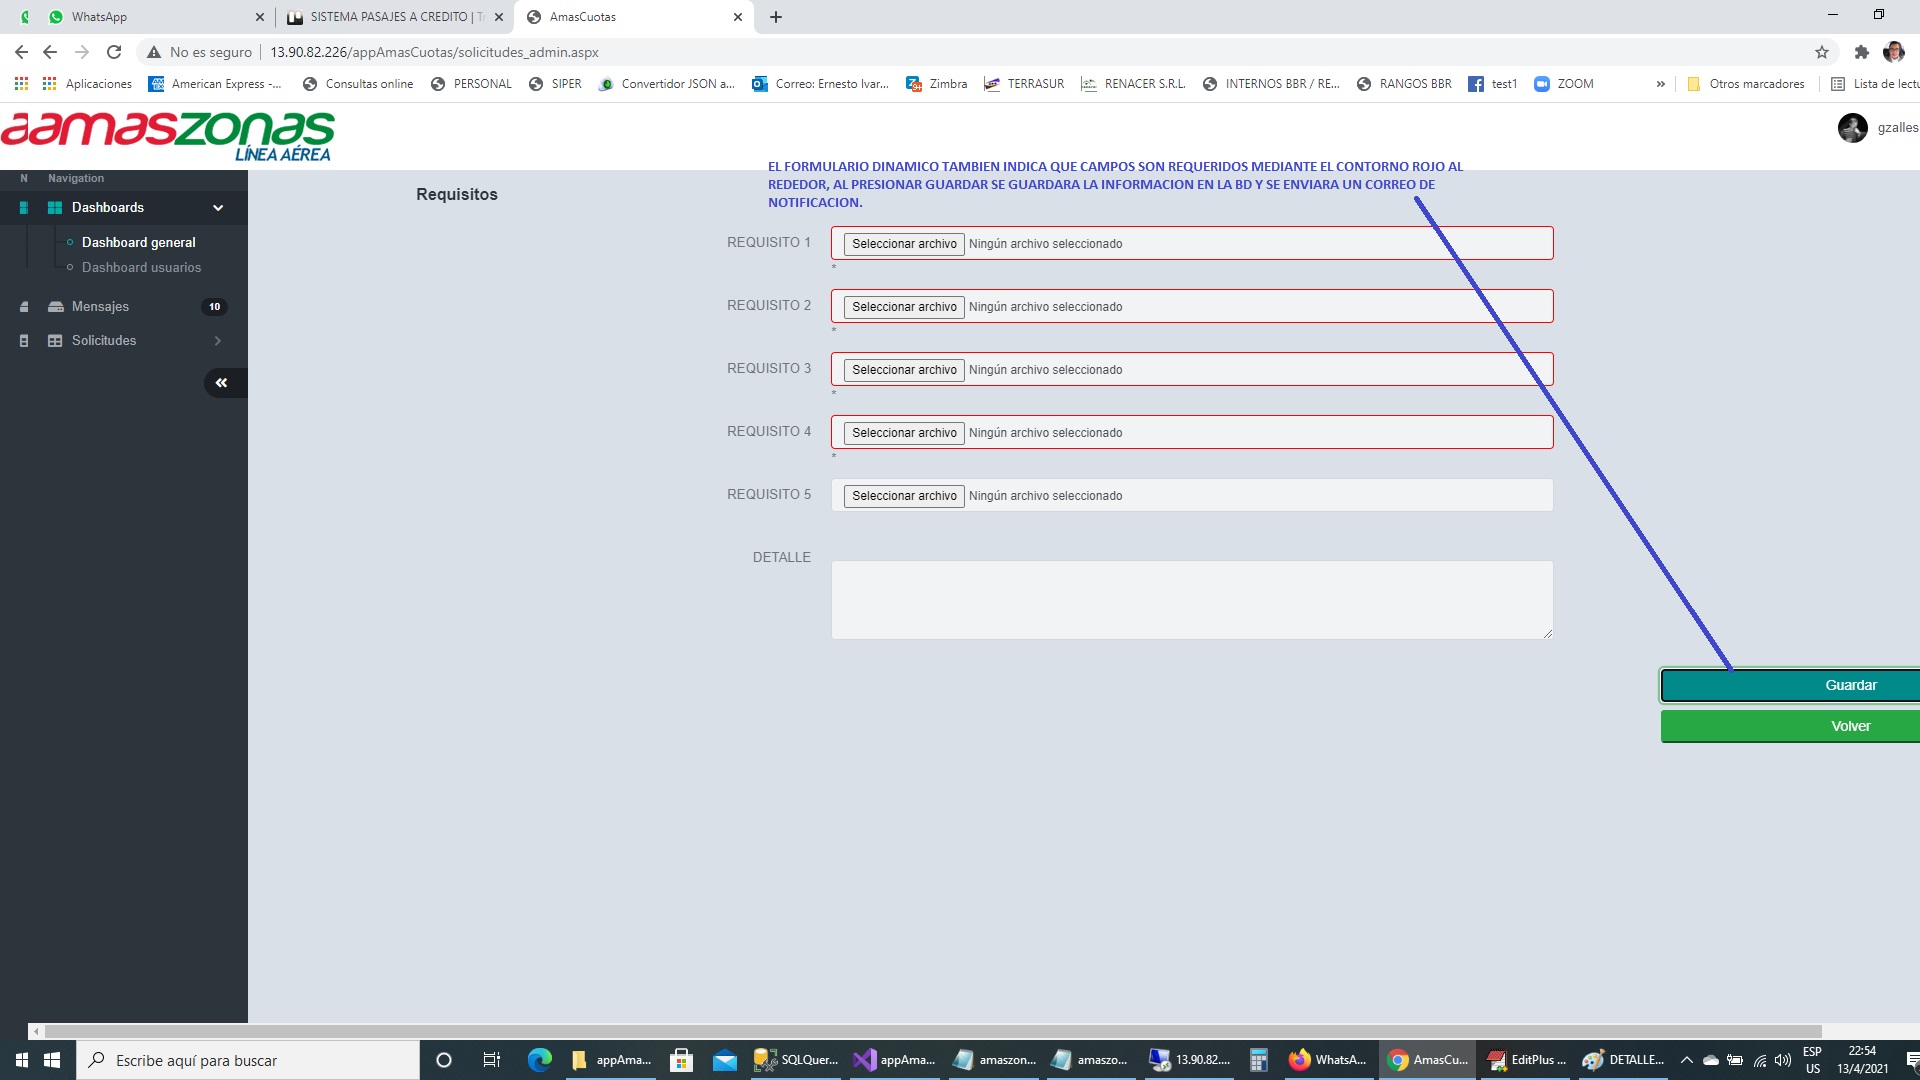 WhatsApp
SISTEMA PASAJES A CREDITO | Tr
AmasCuotas
No es seguro | 13.90.82.226/appAmasCuotas/solicitudes_admin.aspx
Aplicaciones
American Express -...
Consultas online
PERSONAL
SIPER
Convertidor JSON a...
Correo: Ernesto Ivar...
Zimbra
TERRASUR
RENACER S.R.L.
INTERNOS BBR / RE...
RANGOS BBR
test1
ZOOM
»
Otros marcadores
Lista de lectu
aamaszonas
LÍNEA AÉREA
gzalles
EL FORMULARIO DINAMICO TAMBIEN INDICA QUE CAMPOS SON REQUERIDOS MEDIANTE EL CONTORNO ROJO AL
REDEDOR, AL PRESIONAR GUARDAR SE GUARDARA LA INFORMACION EN LA BD Y SE ENVIARA UN CORREO DE
NOTIFICACION.
N Navigation
Dashboards
Dashboard general
Dashboard usuarios
Mensajes 10
Solicitudes
Requisitos
REQUISITO 1 Seleccionar archivo Ningún archivo seleccionado
*
REQUISITO 2 Seleccionar archivo Ningún archivo seleccionado
*
REQUISITO 3 Seleccionar archivo Ningún archivo seleccionado
*
REQUISITO 4 Seleccionar archivo Ningún archivo seleccionado
*
REQUISITO 5 Seleccionar archivo Ningún archivo seleccionado
DETALLE
Guardar
Volver
Escribe aquí para buscar
appAma...
SQLQuer...
appAma...
amazon...
amaszo...
13.90.82....
WhatsA...
AmasCu...
EditPlus ...
DETALLE...
ESP
US
22:54
13/4/2021